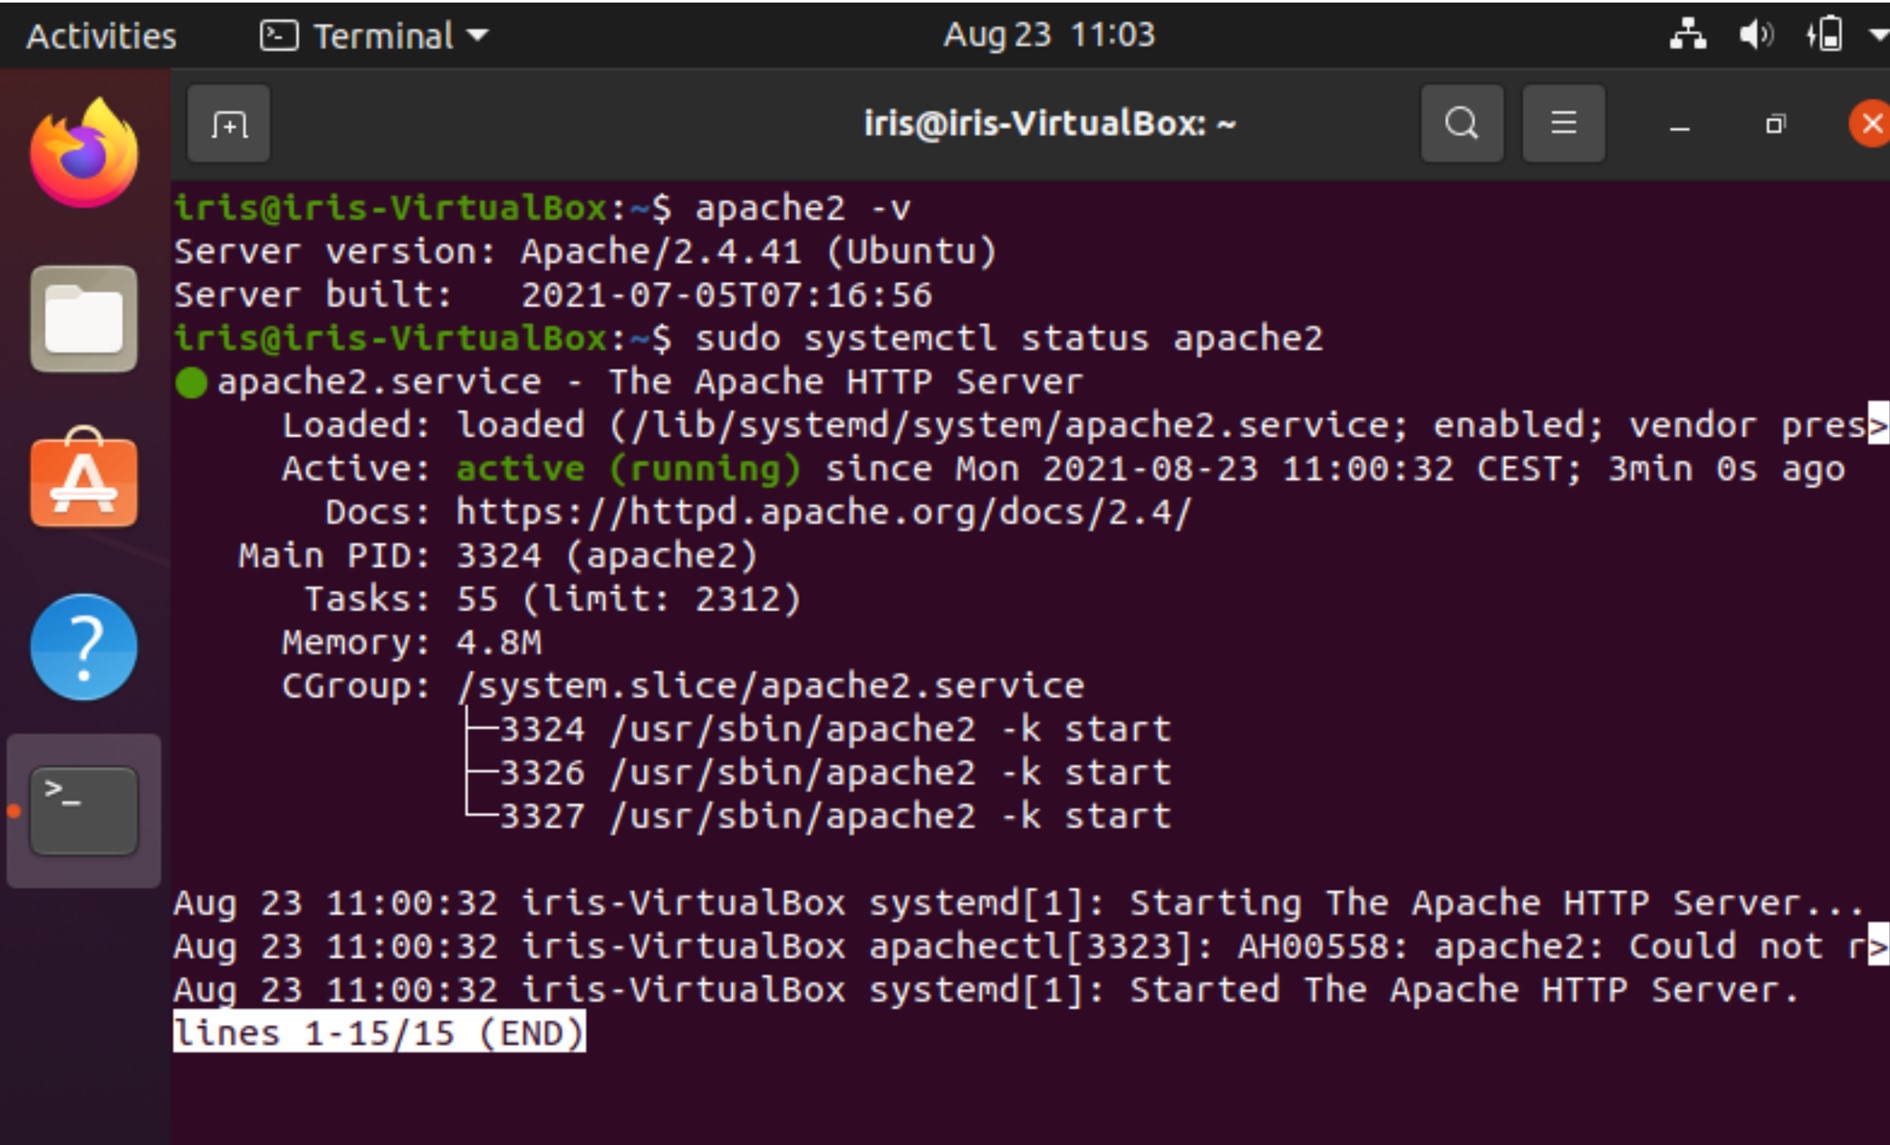 Activities Terminal Aug 23 11:03
iris@iris-VirtualBox: ~
iris@iris-VirtualBox:~$ apache2 -v
Server version: Apache/2.4.41 (Ubuntu)
Server built:   2021-07-05T07:16:56
iris@iris-VirtualBox:~$ sudo systemctl status apache2
● apache2.service - The Apache HTTP Server
     Loaded: loaded (/lib/systemd/system/apache2.service; enabled; vendor pres>
     Active: active (running) since Mon 2021-08-23 11:00:32 CEST; 3min 0s ago
       Docs: https://httpd.apache.org/docs/2.4/
   Main PID: 3324 (apache2)
      Tasks: 55 (limit: 2312)
     Memory: 4.8M
     CGroup: /system.slice/apache2.service
             ├─3324 /usr/sbin/apache2 -k start
             ├─3326 /usr/sbin/apache2 -k start
             └─3327 /usr/sbin/apache2 -k start
Aug 23 11:00:32 iris-VirtualBox systemd[1]: Starting The Apache HTTP Server...
Aug 23 11:00:32 iris-VirtualBox apachectl[3323]: AH00558: apache2: Could not r>
Aug 23 11:00:32 iris-VirtualBox systemd[1]: Started The Apache HTTP Server.
lines 1-15/15 (END)